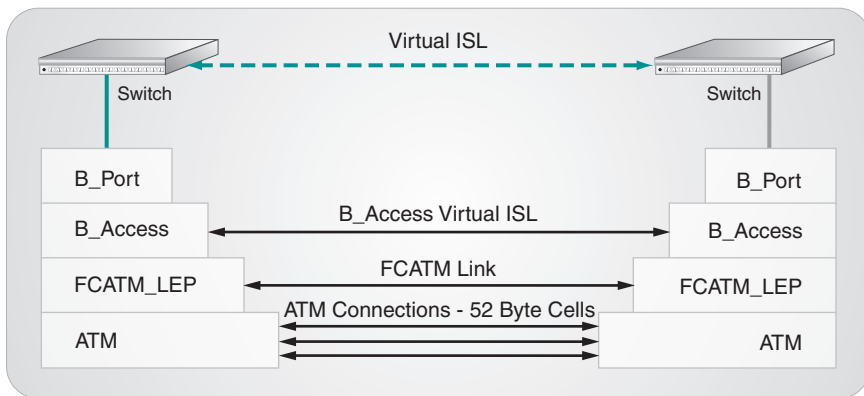 Virtual ISL
Switch
Switch
B_Port
B_Port
B_Access
B_Access Virtual ISL
B_Access
FCATM_LEP
FCATM Link
FCATM_LEP
ATM Connections - 52 Byte Cells
ATM
ATM